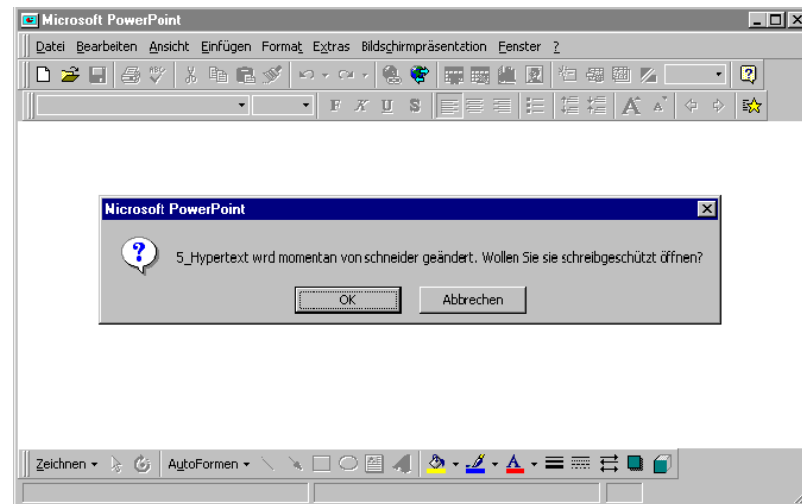 Microsoft PowerPoint
Datei Bearbeiten Ansicht Einfügen Format Extras Bildschirmpräsentation Fenster ?
F K U S A A
Microsoft PowerPoint
5_Hypertext wird momentan von schneider geändert. Wollen Sie sie schreibgeschützt öffnen?
OK Abbrechen
Zeichnen AutoFormen A